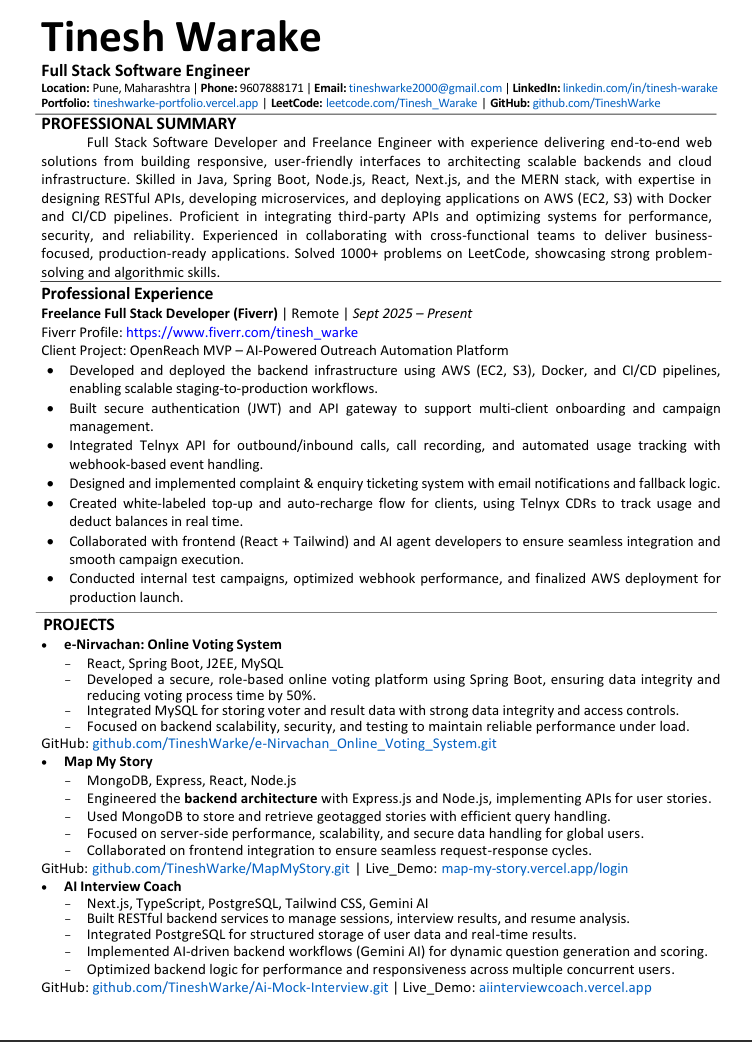 Tinesh Warake
Full Stack Software Engineer
Location: Pune, Maharashtra | Phone: 9607888171 | Email: tineshwarke2000@gmail.com | LinkedIn: linkedin.com/in/tinesh-warake
Portfolio: tineshwarke-portfolio.vercel.app | LeetCode: leetcode.com/Tinesh_Warake | GitHub: github.com/TineshWarke
PROFESSIONAL SUMMARY
Full Stack Software Developer and Freelance Engineer with experience delivering end-to-end web
solutions from building responsive, user-friendly interfaces to architecting scalable backends and cloud
infrastructure. Skilled in Java, Spring Boot, Node.js, React, Next.js, and the MERN stack, with expertise in
designing RESTful APIs, developing microservices, and deploying applications on AWS (EC2, S3) with Docker
and CI/CD pipelines. Proficient in integrating third-party APIs and optimizing systems for performance,
security, and reliability. Experienced in collaborating with cross-functional teams to deliver business-
focused, production-ready applications. Solved 1000+ problems on LeetCode, showcasing strong problem-
solving and algorithmic skills.
Professional Experience
Freelance Full Stack Developer (Fiverr) | Remote | Sept 2025 – Present
Fiverr Profile: https://www.fiverr.com/tinesh_warke
Client Project: OpenReach MVP – AI-Powered Outreach Automation Platform
• Developed and deployed the backend infrastructure using AWS (EC2, S3), Docker, and CI/CD pipelines,
enabling scalable staging-to-production workflows.
• Built secure authentication (JWT) and API gateway to support multi-client onboarding and campaign
management.
• Integrated Telnyx API for outbound/inbound calls, call recording, and automated usage tracking with
webhook-based event handling.
• Designed and implemented complaint & enquiry ticketing system with email notifications and fallback logic.
• Created white-labeled top-up and auto-recharge flow for clients, using Telnyx CDRs to track usage and
deduct balances in real time.
• Collaborated with frontend (React + Tailwind) and AI agent developers to ensure seamless integration and
smooth campaign execution.
• Conducted internal test campaigns, optimized webhook performance, and finalized AWS deployment for
production launch.
PROJECTS
• e-Nirvachan: Online Voting System
– React, Spring Boot, J2EE, MySQL
– Developed a secure, role-based online voting platform using Spring Boot, ensuring data integrity and
reducing voting process time by 50%.
– Integrated MySQL for storing voter and result data with strong data integrity and access controls.
– Focused on backend scalability, security, and testing to maintain reliable performance under load.
GitHub: github.com/TineshWarke/e-Nirvachan_Online_Voting_System.git
• Map My Story
– MongoDB, Express, React, Node.js
– Engineered the backend architecture with Express.js and Node.js, implementing APIs for user stories.
– Used MongoDB to store and retrieve geotagged stories with efficient query handling.
– Focused on server-side performance, scalability, and secure data handling for global users.
– Collaborated on frontend integration to ensure seamless request-response cycles.
GitHub: github.com/TineshWarke/MapMyStory.git | Live_Demo: map-my-story.vercel.app/login
• AI Interview Coach
– Next.js, TypeScript, PostgreSQL, Tailwind CSS, Gemini AI
– Built RESTful backend services to manage sessions, interview results, and resume analysis.
– Integrated PostgreSQL for structured storage of user data and real-time results.
– Implemented AI-driven backend workflows (Gemini AI) for dynamic question generation and scoring.
– Optimized backend logic for performance and responsiveness across multiple concurrent users.
GitHub: github.com/TineshWarke/Ai-Mock-Interview.git | Live_Demo: aiinterviewcoach.vercel.app